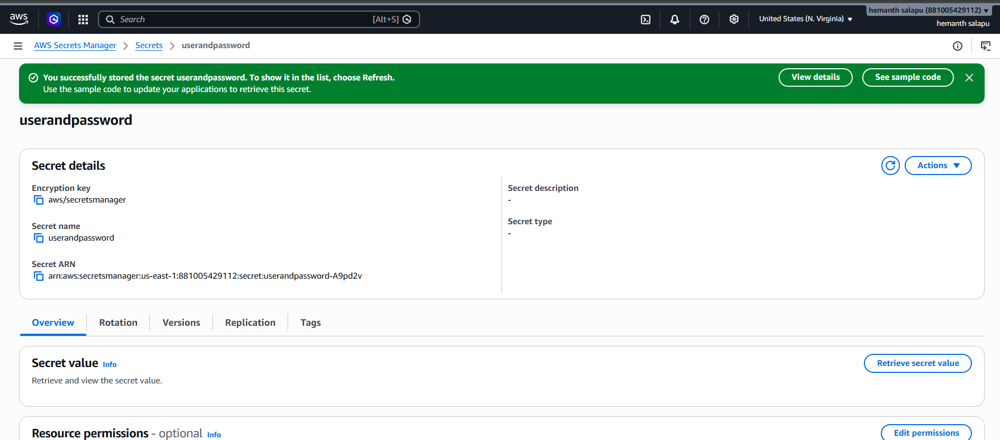 aws
Search [Alt+S]
United States (N. Virginia)
hemanth salapu (881005429112)
hemanth salapu
AWS Secrets Manager
Secrets
userandpassword
You successfully stored the secret userandpassword. To show it in the list, choose Refresh.
Use the sample code to update your applications to retrieve this secret.
View details
See sample code
userandpassword
Secret details
Actions
Encryption key
aws/secretsmanager
Secret name
userandpassword
Secret ARN
arn:aws:secretsmanager:us-east-1:881005429112:secret:userandpassword-A9pd2v
Secret description
-
Secret type
-
Overview
Rotation
Versions
Replication
Tags
Secret value Info
Retrieve and view the secret value.
Retrieve secret value
Resource permissions - optional Info
Edit permissions